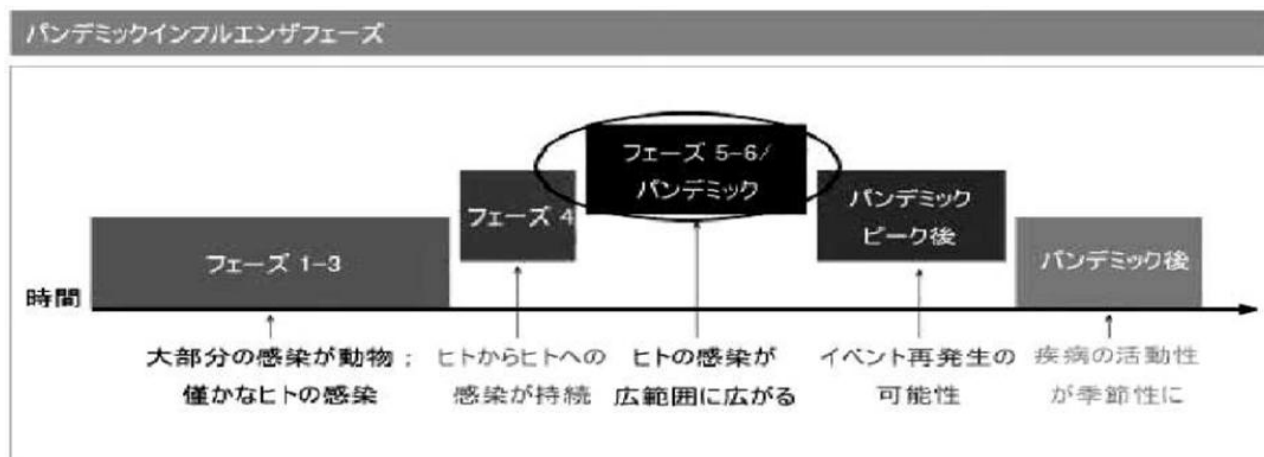 パンデミックインフルエンザフェーズ
フェーズ 5-6/
パンデミック
フェーズ 4
パンデミック
ピーク後
フェーズ 1-3
パンデミック後
時間
大部分の感染が動物；
僅かなヒトの感染
ヒトからヒトへの
感染が持続
ヒトの感染が
広範囲に広がる
イベント再発生の
可能性
疾病の活動性
が季節性に